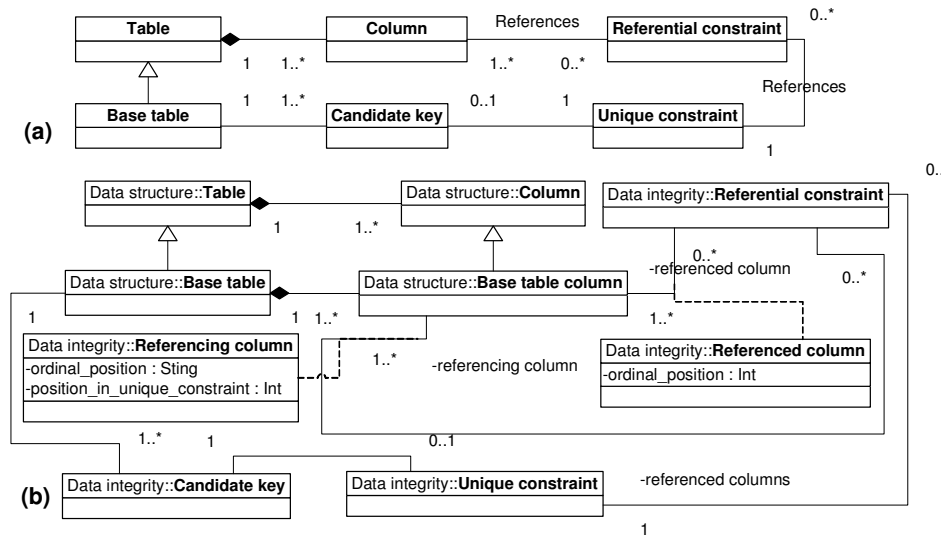 References
0..*
Table
Column
Referential constraint
1
1..*
1..*
0..*
References
1
1..*
0..1
1
(a)
Base table
Candidate key
Unique constraint
1
0..
Data structure::Table
Data structure::Column
Data integrity::Referential constraint
1
1..*
0..*
-referenced column
0..*
Data structure::Base table
Data structure::Base table column
1
1
1..*
1..*
Data integrity::Referencing column
-ordinal_position : Sting
-position_in_unique_constraint : Int
1..*
-referencing column
Data integrity::Referenced column
-ordinal_position : Int
1..*
1
0..1
(b)
Data integrity::Candidate key
Data integrity::Unique constraint
-referenced columns
1